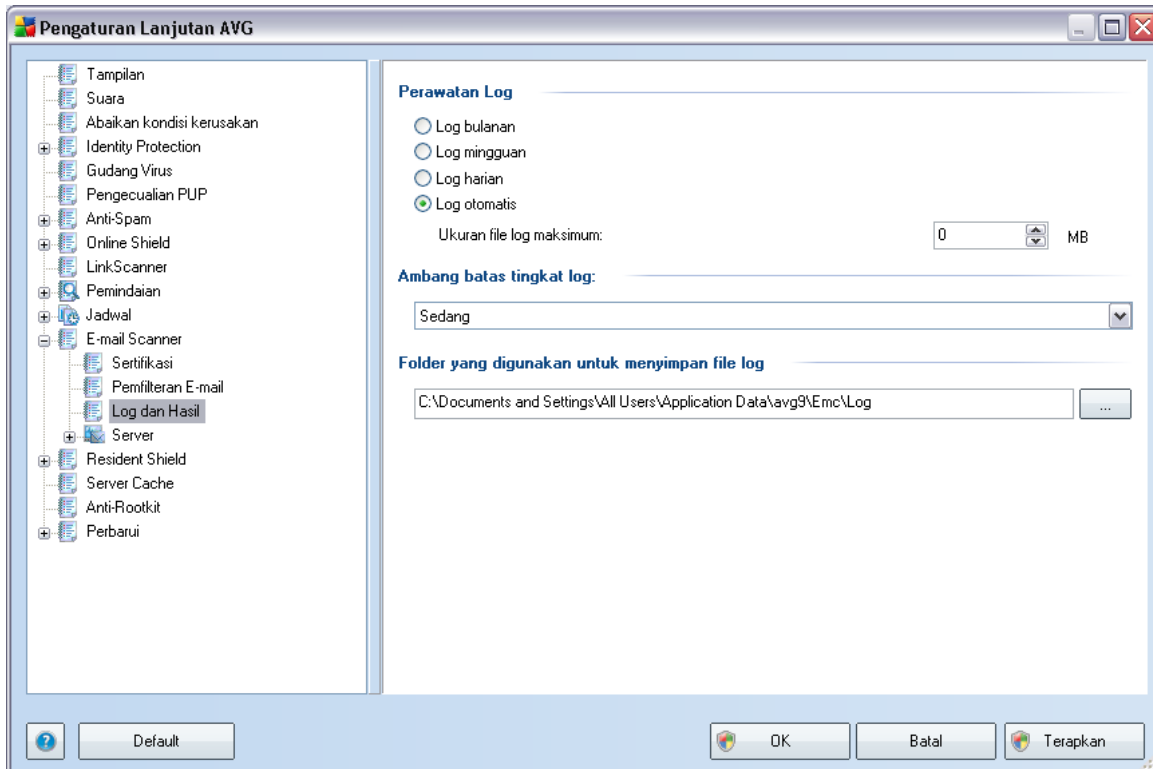 Pengaturan Lanjutan AVG
Tampilan
Suara
Abaikan kondisi kerusakan
Identity Protection
Gudang Virus
Pengecualian PUP
Anti-Spam
Online Shield
LinkScanner
Pemindaian
Jadwal
E-mail Scanner
Sertifikasi
Pemfilteran E-mail
Log dan Hasil
Server
Resident Shield
Server Cache
Anti-Rootkit
Perbarui
Perawatan Log
Log bulanan
Log mingguan
Log harian
Log otomatis
Ukuran file log maksimum: 0 MB
Ambang batas tingkat log:
Sedang
Folder yang digunakan untuk menyimpan file log
C:\Documents and Settings\All Users\Application Data\avg9\Emc\Log ...
? Default OK Batal Terapkan